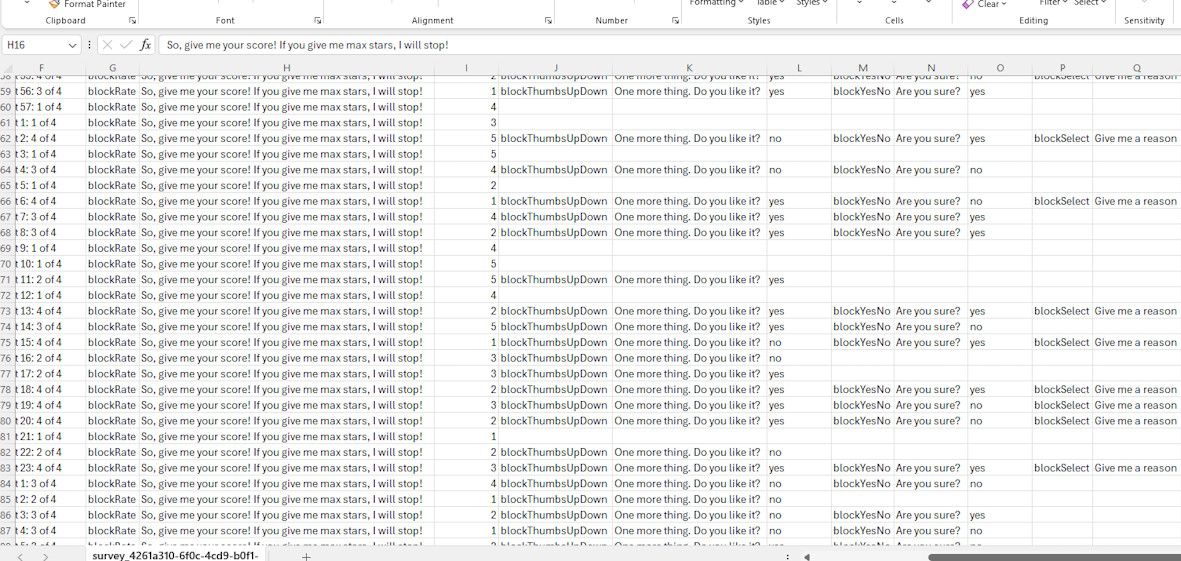 Format Painter Formatting Table Styles Clear Filter Select
Clipboard Font Alignment Number Styles Cells Editing Sensitivity
H16 fx So, give me your score! If you give me max stars, I will stop!
F G H I J K L M N O P Q
59 t 56: 3 of 4 blockRate So, give me your score! If you give me max stars, I will stop! 1 blockThumbsUpDown One more thing. Do you like it? yes blockYesNo Are you sure? yes
60 t 57: 1 of 4 blockRate So, give me your score! If you give me max stars, I will stop! 4
61 t 1: 1 of 4 blockRate So, give me your score! If you give me max stars, I will stop! 3
62 t 2: 4 of 4 blockRate So, give me your score! If you give me max stars, I will stop! 5 blockThumbsUpDown One more thing. Do you like it? no blockYesNo Are you sure? yes blockSelect Give me a reason
63 t 3: 1 of 4 blockRate So, give me your score! If you give me max stars, I will stop! 5
64 t 4: 3 of 4 blockRate So, give me your score! If you give me max stars, I will stop! 4 blockThumbsUpDown One more thing. Do you like it? no blockYesNo Are you sure? no
65 t 5: 1 of 4 blockRate So, give me your score! If you give me max stars, I will stop! 2
66 t 6: 4 of 4 blockRate So, give me your score! If you give me max stars, I will stop! 1 blockThumbsUpDown One more thing. Do you like it? yes blockYesNo Are you sure? no blockSelect Give me a reason
67 t 7: 3 of 4 blockRate So, give me your score! If you give me max stars, I will stop! 4 blockThumbsUpDown One more thing. Do you like it? yes blockYesNo Are you sure? yes
68 t 8: 3 of 4 blockRate So, give me your score! If you give me max stars, I will stop! 2 blockThumbsUpDown One more thing. Do you like it? yes blockYesNo Are you sure? yes
69 t 9: 1 of 4 blockRate So, give me your score! If you give me max stars, I will stop! 4
70 t 10: 1 of 4 blockRate So, give me your score! If you give me max stars, I will stop! 5
71 t 11: 2 of 4 blockRate So, give me your score! If you give me max stars, I will stop! 5 blockThumbsUpDown One more thing. Do you like it? yes
72 t 12: 1 of 4 blockRate So, give me your score! If you give me max stars, I will stop! 4
73 t 13: 4 of 4 blockRate So, give me your score! If you give me max stars, I will stop! 2 blockThumbsUpDown One more thing. Do you like it? yes blockYesNo Are you sure? yes blockSelect Give me a reason
74 t 14: 3 of 4 blockRate So, give me your score! If you give me max stars, I will stop! 5 blockThumbsUpDown One more thing. Do you like it? yes blockYesNo Are you sure? no
75 t 15: 4 of 4 blockRate So, give me your score! If you give me max stars, I will stop! 1 blockThumbsUpDown One more thing. Do you like it? no blockYesNo Are you sure? yes blockSelect Give me a reason
76 t 16: 2 of 4 blockRate So, give me your score! If you give me max stars, I will stop! 3 blockThumbsUpDown One more thing. Do you like it? no
77 t 17: 2 of 4 blockRate So, give me your score! If you give me max stars, I will stop! 3 blockThumbsUpDown One more thing. Do you like it? yes
78 t 18: 4 of 4 blockRate So, give me your score! If you give me max stars, I will stop! 2 blockThumbsUpDown One more thing. Do you like it? yes blockYesNo Are you sure? yes blockSelect Give me a reason
79 t 19: 4 of 4 blockRate So, give me your score! If you give me max stars, I will stop! 3 blockThumbsUpDown One more thing. Do you like it? yes blockYesNo Are you sure? no blockSelect Give me a reason
80 t 20: 4 of 4 blockRate So, give me your score! If you give me max stars, I will stop! 2 blockThumbsUpDown One more thing. Do you like it? yes blockYesNo Are you sure? no blockSelect Give me a reason
81 t 21: 1 of 4 blockRate So, give me your score! If you give me max stars, I will stop! 1
82 t 22: 2 of 4 blockRate So, give me your score! If you give me max stars, I will stop! 2 blockThumbsUpDown One more thing. Do you like it? no
83 t 23: 4 of 4 blockRate So, give me your score! If you give me max stars, I will stop! 3 blockThumbsUpDown One more thing. Do you like it? yes blockYesNo Are you sure? yes blockSelect Give me a reason
84 t 1: 3 of 4 blockRate So, give me your score! If you give me max stars, I will stop! 4 blockThumbsUpDown One more thing. Do you like it? no blockYesNo Are you sure? no
85 t 2: 2 of 4 blockRate So, give me your score! If you give me max stars, I will stop! 1 blockThumbsUpDown One more thing. Do you like it? no
86 t 3: 3 of 4 blockRate So, give me your score! If you give me max stars, I will stop! 2 blockThumbsUpDown One more thing. Do you like it? no blockYesNo Are you sure? yes
87 t 4: 3 of 4 blockRate So, give me your score! If you give me max stars, I will stop! 1 blockThumbsUpDown One more thing. Do you like it? no blockYesNo Are you sure? no
survey_4261a310-6f0c-4cd9-b0f1-